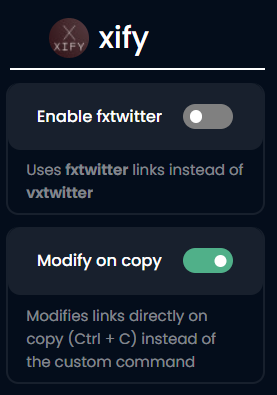 X
XIFY
xify
Enable fxtwitter
Uses fxtwitter links instead of
vxtwitter
Modify on copy
Modifies links directly on
copy (Ctrl + C) instead of
the custom command